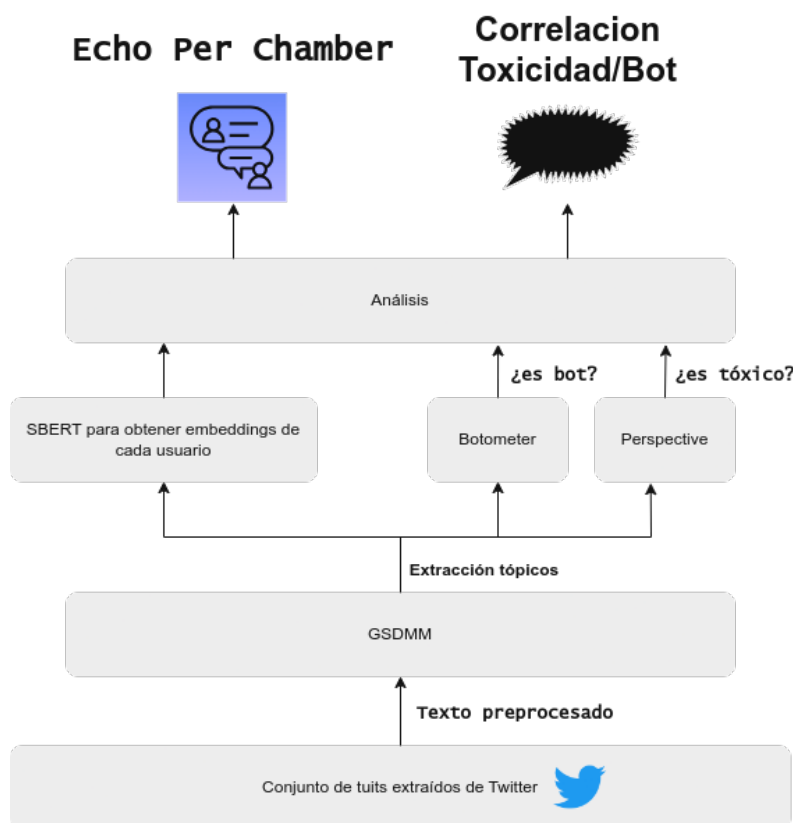 Echo Per Chamber
Correlacion
Toxicidad/Bot
Análisis
¿es bot?
¿es tóxico?
SBERT para obtener embeddings de
cada usuario
Botometer
Perspective
Extracción tópicos
GSDMM
Texto preprocesado
Conjunto de tuits extraídos de Twitter